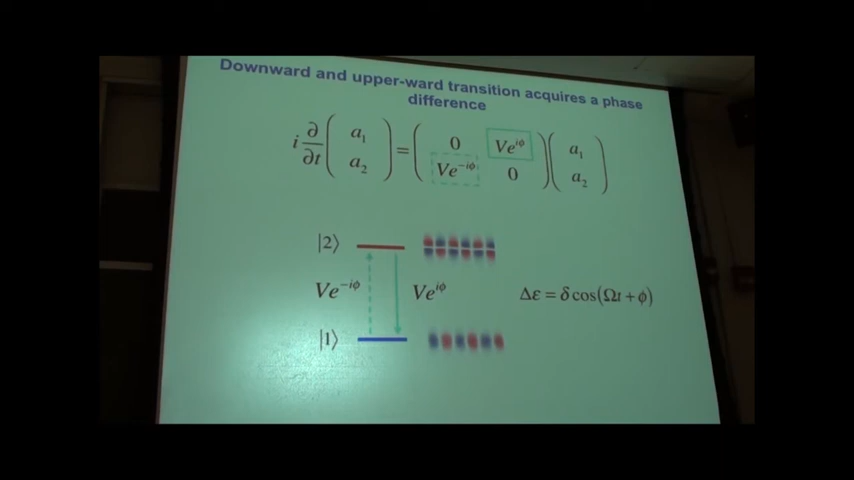 Downward and upper-ward transition acquires a phase
difference
i ∂/∂t ( a₁ a₂ ) = ( 0 Ve^{iφ} Ve^{-iφ} 0 ) ( a₁ a₂ )
|2⟩
Ve^{-iφ} Ve^{iφ} Δε = δ cos(Ωt + φ)
|1⟩